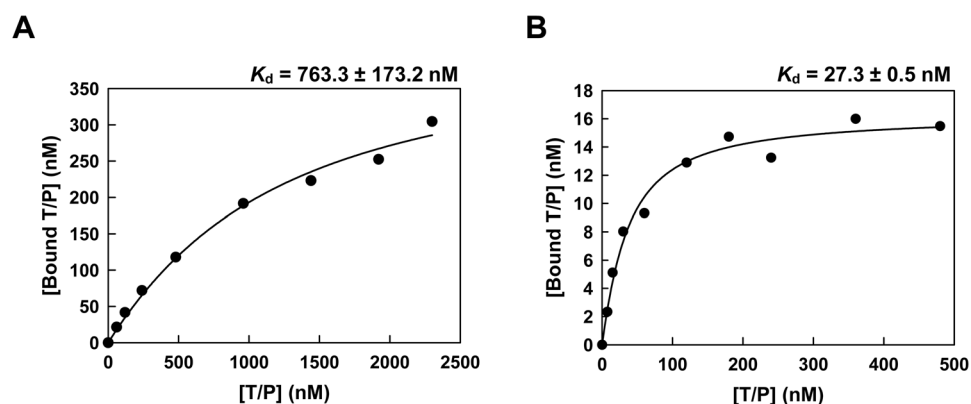 A
B
K_d = 763.3 ± 173.2 nM
K_d = 27.3 ± 0.5 nM
[Bound T/P] (nM)
350
300
250
200
150
100
50
0
0 500 1000 1500 2000 2500
[T/P] (nM)
[Bound T/P] (nM)
18
16
14
12
10
8
6
4
2
0
0 100 200 300 400 500
[T/P] (nM)